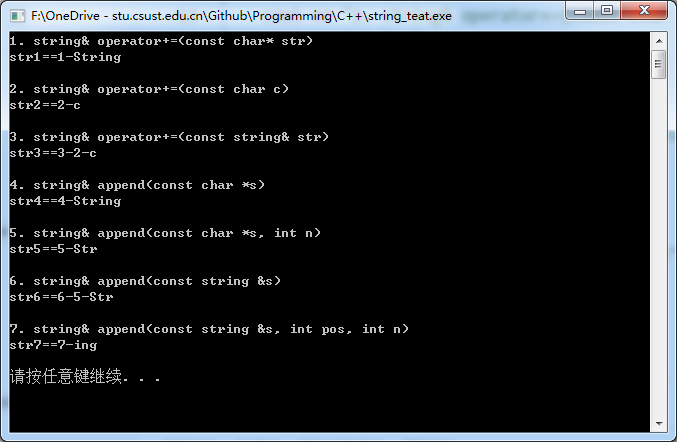 F:\OneDrive - stu.csust.edu.cn\Github\Programming\C++\string_teat.exe
1. string& operator+=(const char* str)
str1==1-String
2. string& operator+=(const char c)
str2==2-c
3. string& operator+=(const string& str)
str3==3-2-c
4. string& append(const char *s)
str4==4-String
5. string& append(const char *s, int n)
str5==5-Str
6. string& append(const string &s)
str6==6-5-Str
7. string& append(const string &s, int pos, int n)
str7==7-ing
请按任意键继续. . .